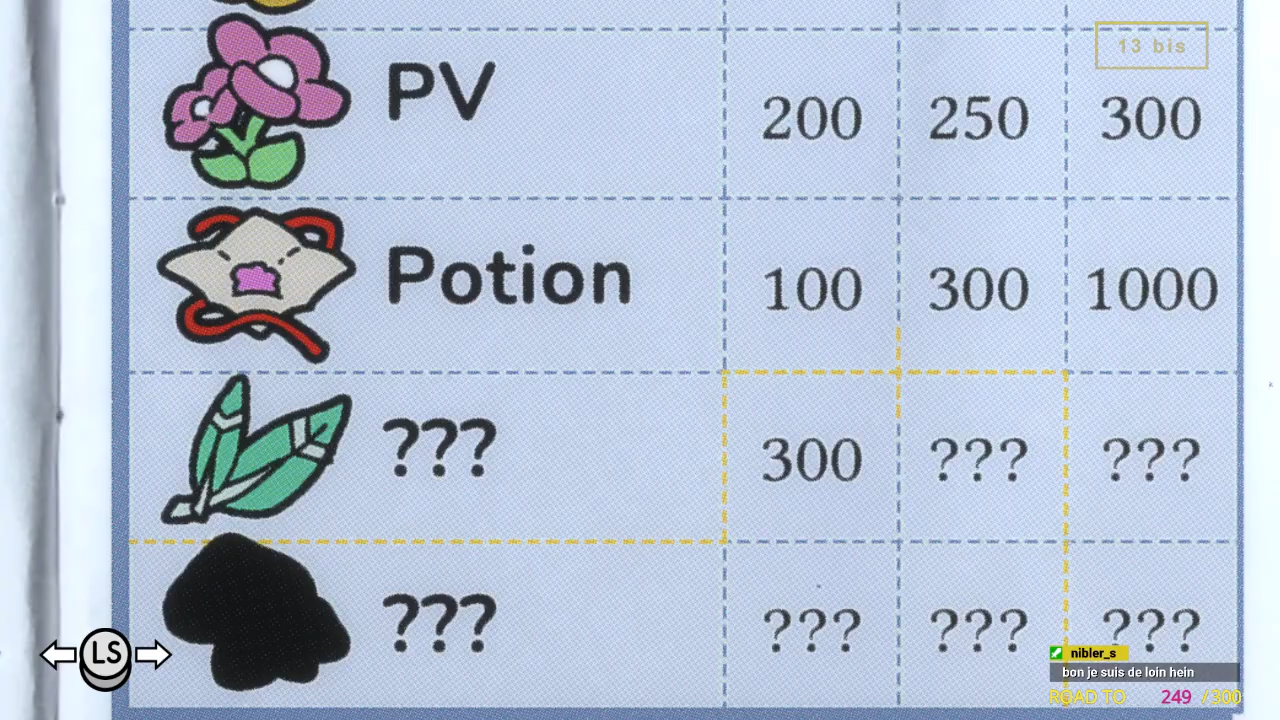 13 bis
PV 200 250 300
Potion 100 300 1000
??? 300 ??? ???
??? ??? ??? ???
LS
nibler_s
bon je suis de loin hein
ROAD TO 249 / 300